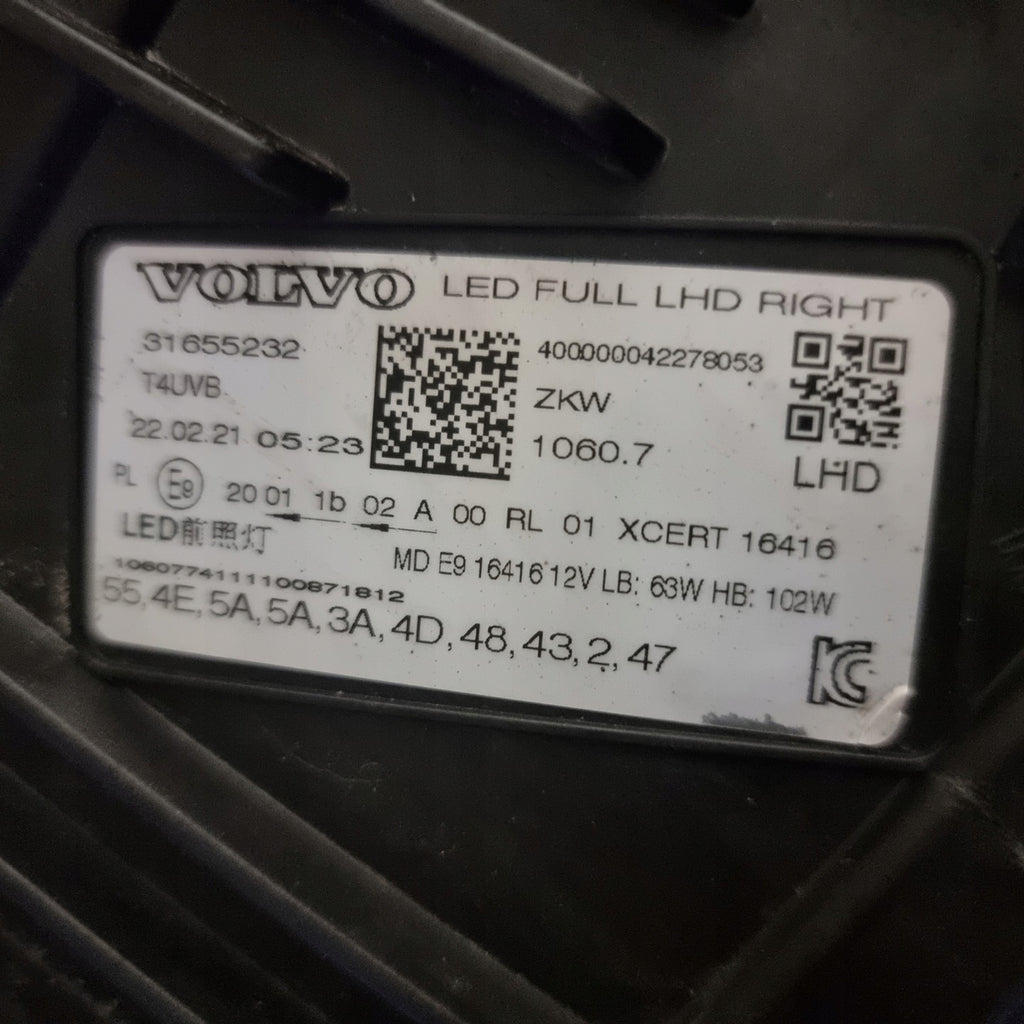 VOLVO LED FULL LHD RIGHT
31655232 400000042278053
T4UVB ZKW
22.02.21 05:23 1060.7
LHD
PL E9 20 01 1b 02 A 00 RL 01 XCERT 16416
LED前照灯 MD E9 16416 12V LB: 63W HB: 102W
1060774111100871812
55,4E,5A,5A,3A,4D,48,43,2,47
KC